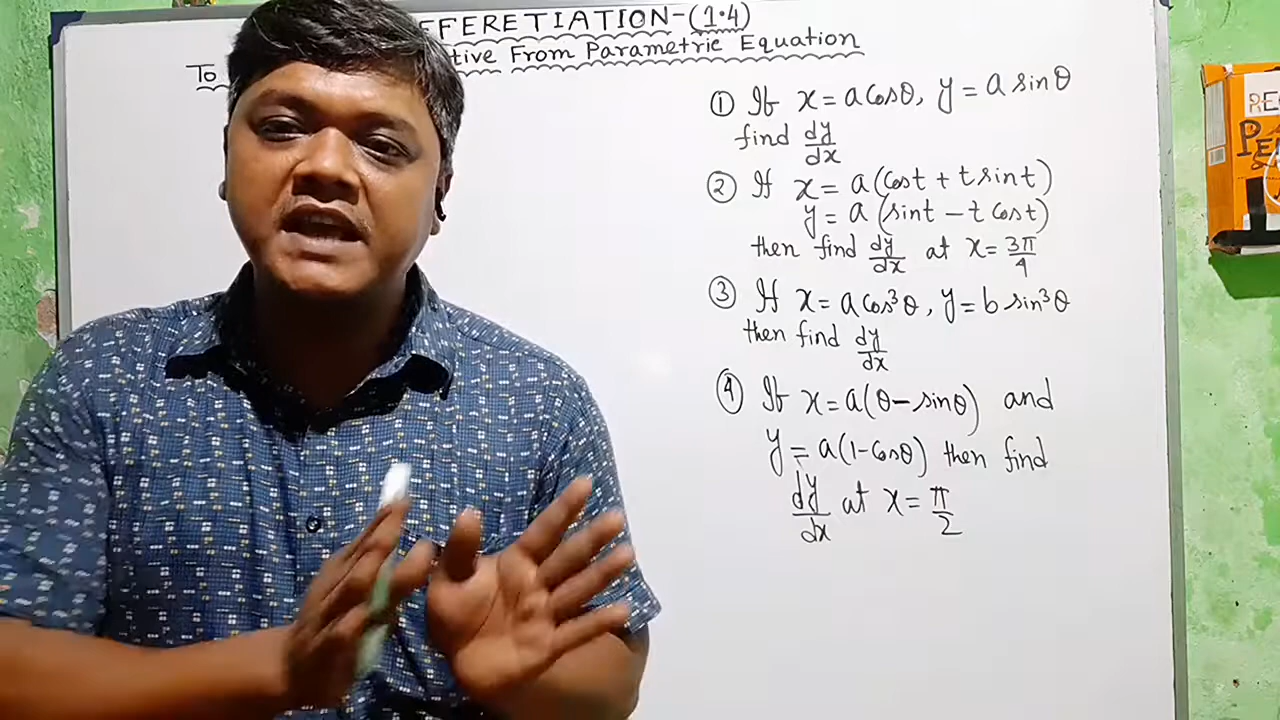 FFERETIATION-(1.4)
To tive From Parametric Equation
① If x = a cosθ, y = a sinθ
find dy/dx
② If x = a (cost + t sint)
y = a (sint - t cost)
then find dy/dx at x = 3π/4
③ If x = a cos³θ, y = b sin³θ
then find dy/dx
④ If x = a(θ - sinθ) and
y = a(1-cosθ) then find
dy/dx at x = π/2